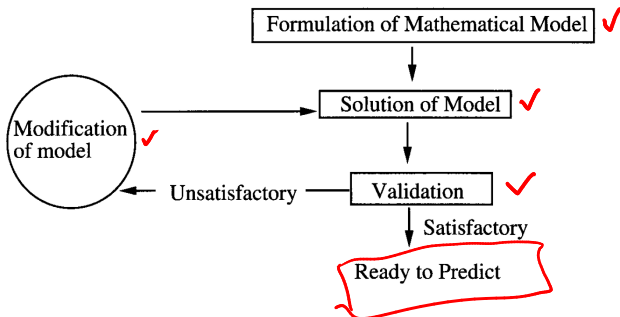 Formulation of Mathematical Model
Solution of Model
Modification
of model
Unsatisfactory
Validation
Satisfactory
Ready to Predict